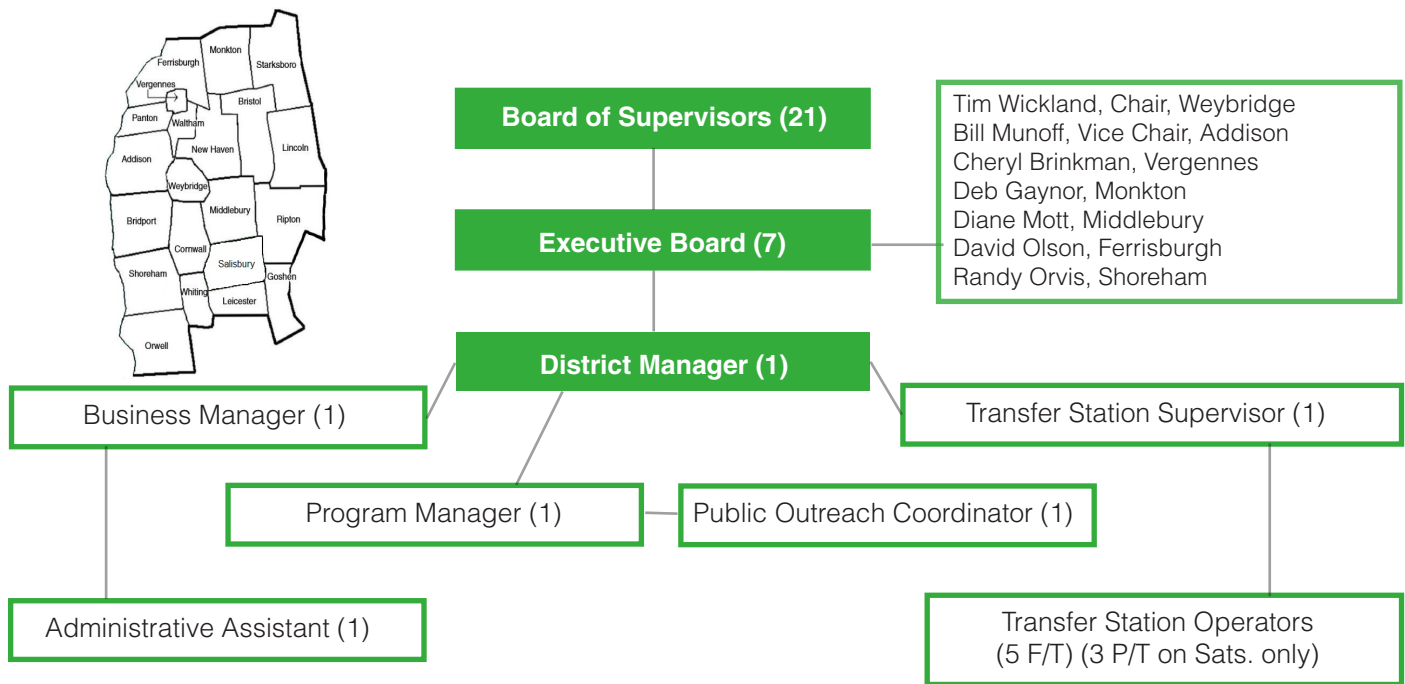 Monkton
Ferrisburgh
Starksboro
Vergennes
Bristol
Panton
Waltham
New Haven
Lincoln
Addison
Weybridge
Middlebury
Ripton
Bridport
Cornwall
Salisbury
Shoreham
Goshen
Whiting
Leicester
Orwell
Board of Supervisors (21)
Executive Board (7)
Tim Wickland, Chair, Weybridge
Bill Munoff, Vice Chair, Addison
Cheryl Brinkman, Vergennes
Deb Gaynor, Monkton
Diane Mott, Middlebury
David Olson, Ferrisburgh
Randy Orvis, Shoreham
District Manager (1)
Business Manager (1)
Transfer Station Supervisor (1)
Program Manager (1)
Public Outreach Coordinator (1)
Administrative Assistant (1)
Transfer Station Operators
(5 F/T) (3 P/T on Sats. only)